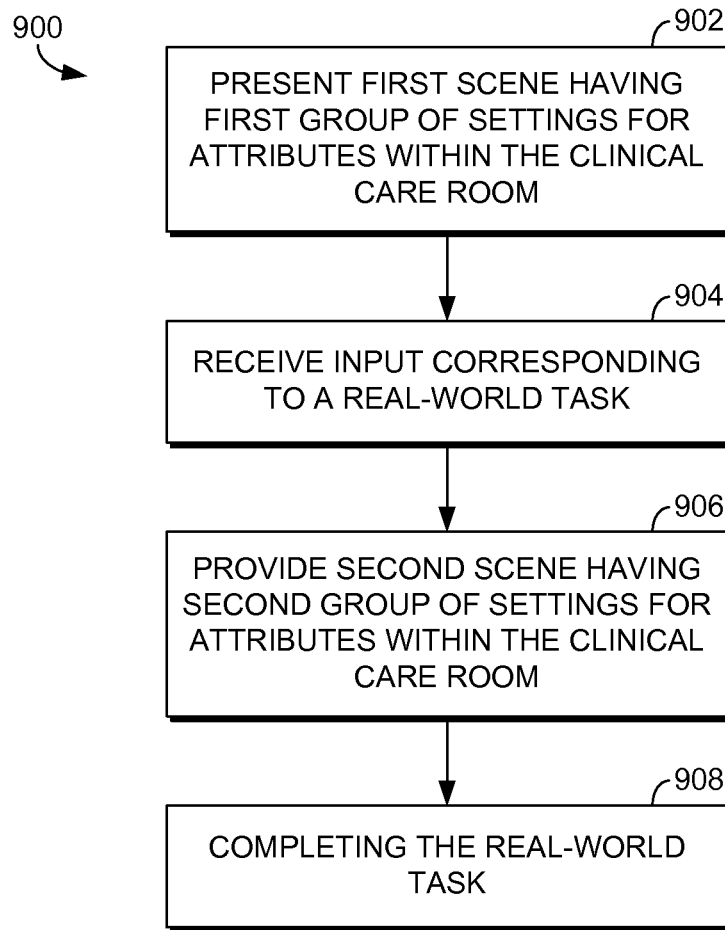 900
902
PRESENT FIRST SCENE HAVING
FIRST GROUP OF SETTINGS FOR
ATTRIBUTES WITHIN THE CLINICAL
CARE ROOM
904
RECEIVE INPUT CORRESPONDING
TO A REAL-WORLD TASK
906
PROVIDE SECOND SCENE HAVING
SECOND GROUP OF SETTINGS FOR
ATTRIBUTES WITHIN THE CLINICAL
CARE ROOM
908
COMPLETING THE REAL-WORLD
TASK